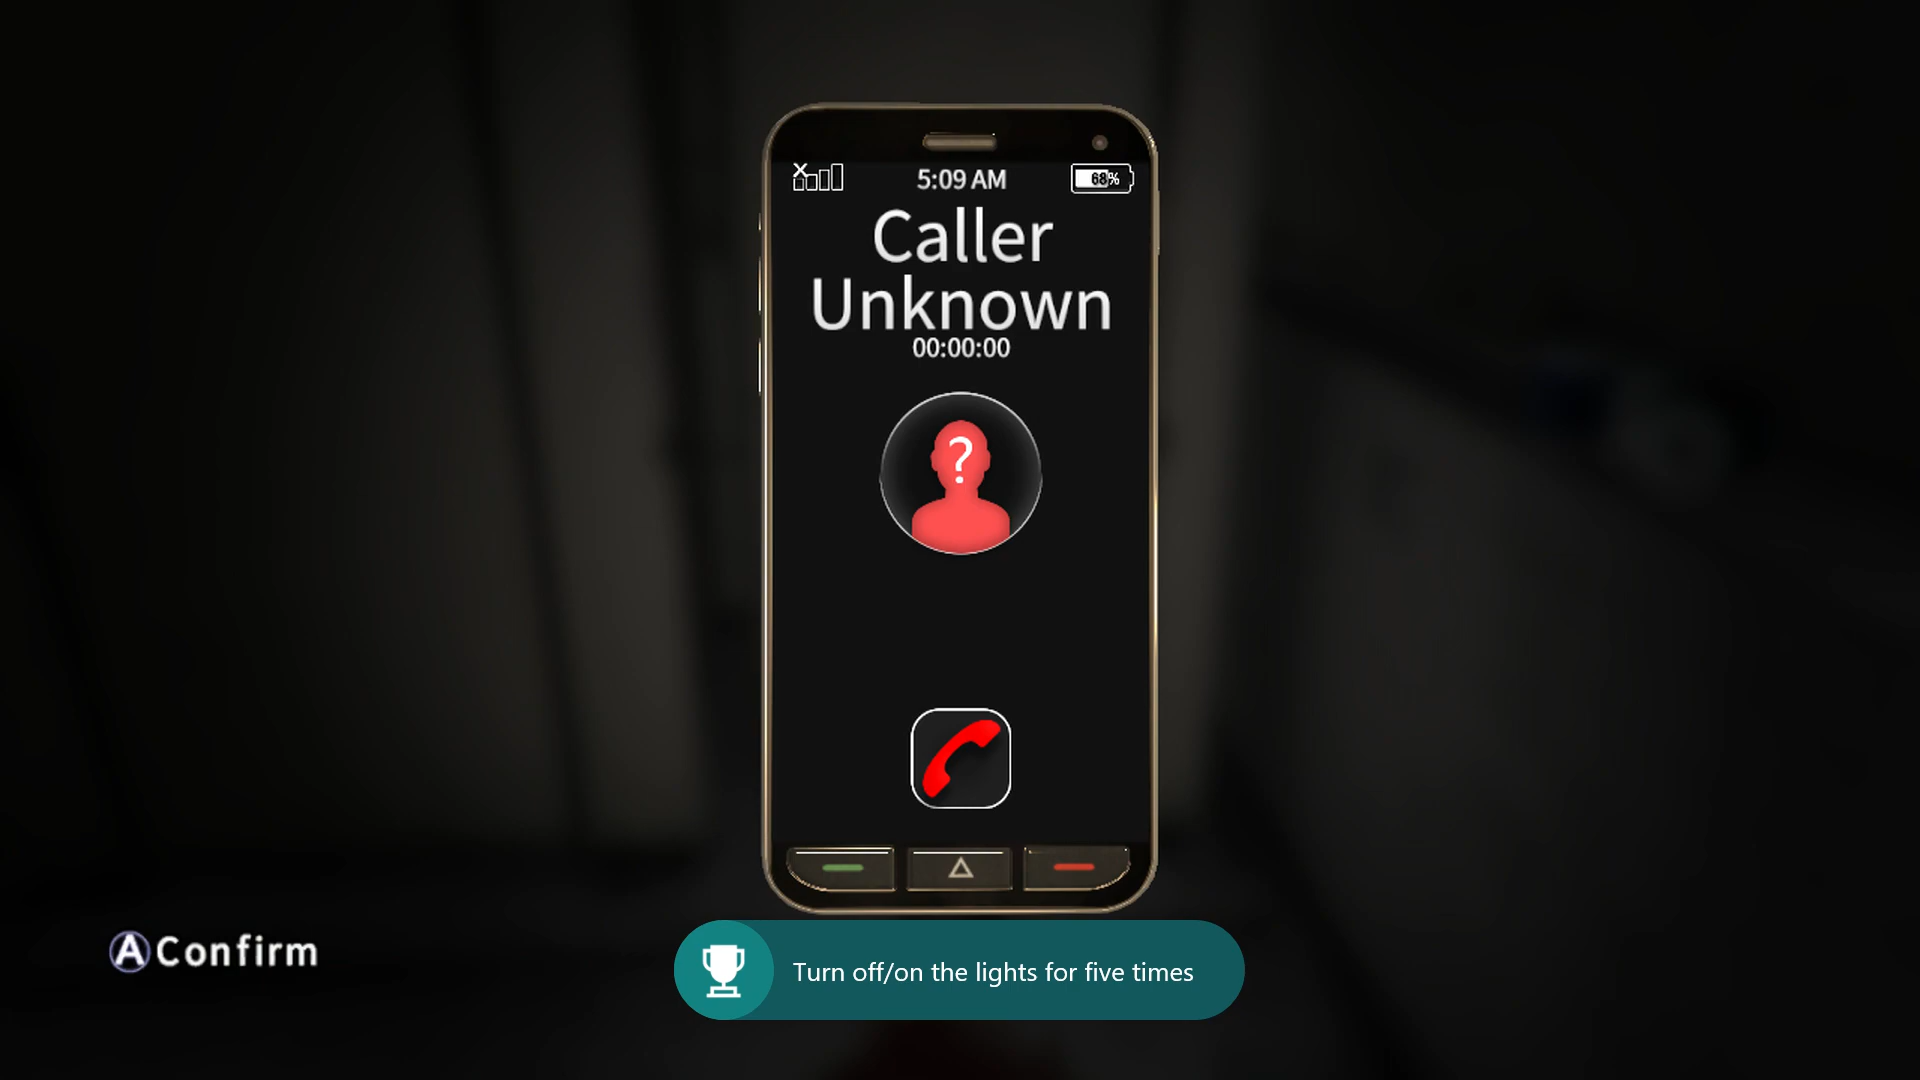 5:09 AM
68%
Caller
Unknown
00:00:00
?
A Confirm
Turn off/on the lights for five times